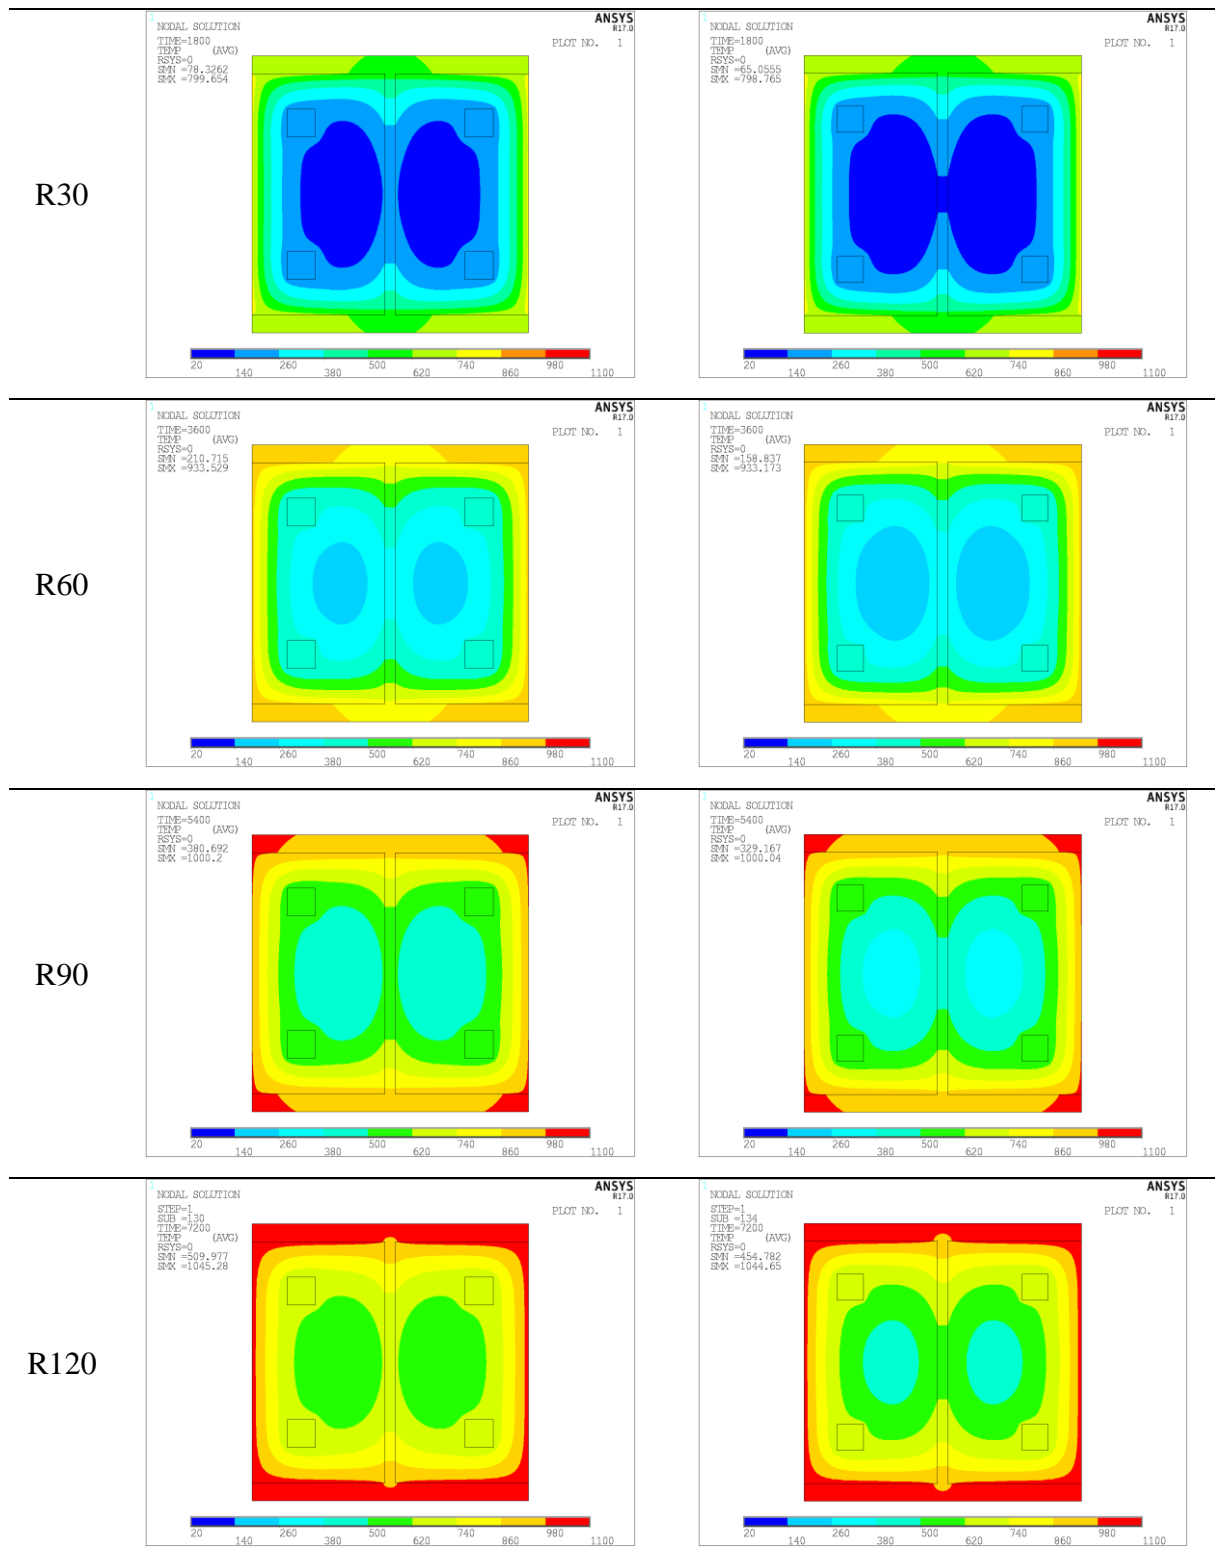 R30
1
NODAL SOLUTION
TIME=1800
TEMP (AVG)
RSYS=0
SMN =78.3262
SMX =799.654
ANSYS
R17.0
PLOT NO. 1
20 140 260 380 500 620 740 860 980 1100
1
NODAL SOLUTION
TIME=1800
TEMP (AVG)
RSYS=0
SMN =65.0555
SMX =798.765
ANSYS
R17.0
PLOT NO. 1
20 140 260 380 500 620 740 860 980 1100
R60
1
NODAL SOLUTION
TIME=3600
TEMP (AVG)
RSYS=0
SMN =210.715
SMX =933.529
ANSYS
R17.0
PLOT NO. 1
20 140 260 380 500 620 740 860 980 1100
1
NODAL SOLUTION
TIME=3600
TEMP (AVG)
RSYS=0
SMN =158.837
SMX =933.173
ANSYS
R17.0
PLOT NO. 1
20 140 260 380 500 620 740 860 980 1100
R90
1
NODAL SOLUTION
TIME=5400
TEMP (AVG)
RSYS=0
SMN =380.692
SMX =1000.2
ANSYS
R17.0
PLOT NO. 1
20 140 260 380 500 620 740 860 980 1100
1
NODAL SOLUTION
TIME=5400
TEMP (AVG)
RSYS=0
SMN =329.167
SMX =1000.04
ANSYS
R17.0
PLOT NO. 1
20 140 260 380 500 620 740 860 980 1100
R120
1
NODAL SOLUTION
STEP=1
SUB =130
TIME=7200
TEMP (AVG)
RSYS=0
SMN =509.977
SMX =1045.28
ANSYS
R17.0
PLOT NO. 1
20 140 260 380 500 620 740 860 980 1100
1
NODAL SOLUTION
STEP=1
SUB =134
TIME=7200
TEMP (AVG)
RSYS=0
SMN =454.782
SMX =1044.65
ANSYS
R17.0
PLOT NO. 1
20 140 260 380 500 620 740 860 980 1100